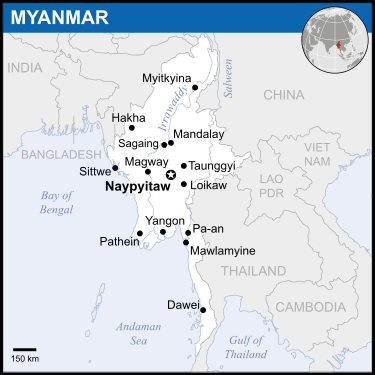 MYANMAR
INDIA
Myitkyina
Irrawaddy
Salween
CHINA
Hakha
Mandalay
Sagaing
BANGLADESH
VIET
NAM
Magway
Taunggyi
Sittwe
LAO
PDR
Naypyitaw
Loikaw
Bay of
Bengal
Yangon
Pa-an
Pathein
Mawlamyine
THAILAND
Dawei
CAMBODIA
Andaman
Sea
Gulf of
Thailand
150 km